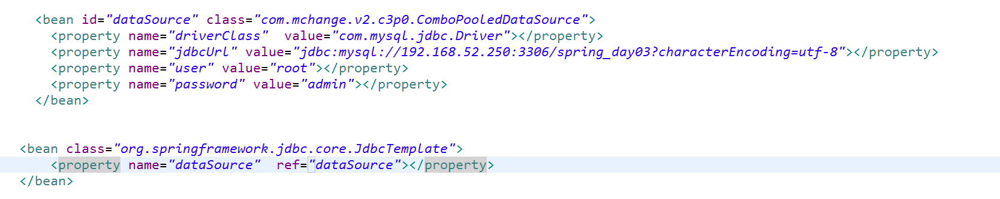 <bean id="dataSource" class="com.mchange.v2.c3p0.ComboPooledDataSource">
<property name="driverClass"  value="com.mysql.jdbc.Driver"></property>
<property name="jdbcUrl" value="jdbc:mysql://192.168.52.250:3306/spring_day03?characterEncoding=utf-8"></property>
<property name="user" value="root"></property>
<property name="password" value="admin"></property>
</bean>
<bean class="org.springframework.jdbc.core.JdbcTemplate">
<property name="dataSource"  ref="dataSource"></property>
</bean>